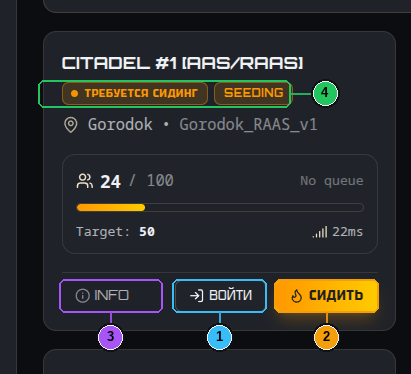 CITADEL #1 [AAS/RAAS]
ТРЕБУЕТСЯ СИДИНГ SEEDING 4
Gorodok • Gorodok_RAAS_v1
24 / 100 No queue
Target: 50 22ms
INFO ВОЙТИ СИДИТЬ
3 1 2